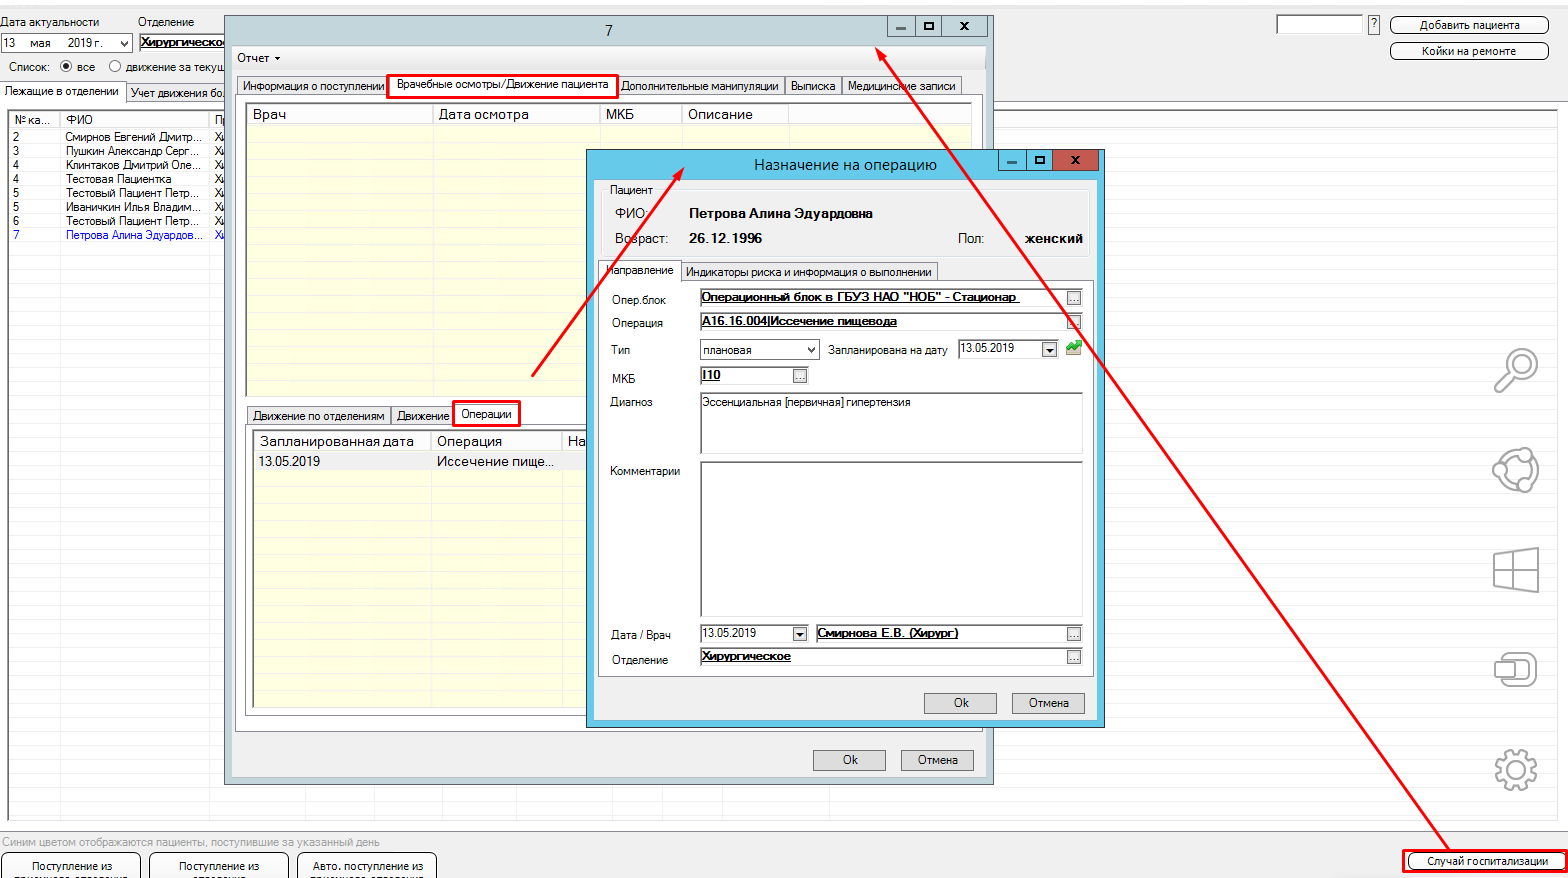 Дата актуальности Отделение
13 мая 2019 г. Хирургическо
Список: все движение за текущ
Лежащие в отделении Учет движения бол
№ ка... ФИО
2 Смирнов Евгений Дмитр...
3 Пушкин Александр Серг...
4 Клинтаков Дмитрий Оле...
4 Тестовая Пациентка
5 Тестовый Пациент Петр...
5 Иваничкин Илья Владим...
6 Тестовый Пациент Петр...
7 Петрова Алина Эдуардов...
?
Добавить пациента
Койки на ремонте
7
Отчет
Информация о поступлении Врачебные осмотры/Движение пациента Дополнительные манипуляции Выписка Медицинские записи
Врач Дата осмотра МКБ Описание
Движение по отделениям Движение Операции
Запланированная дата Операция На
13.05.2019 Иссечение пище...
Ok Отмена
Назначение на операцию
Пациент
ФИО: Петрова Алина Эдуардовна
Возраст: 26.12.1996 Пол: женский
Направление Индикаторы риска и информация о выполнении
Опер.блок Операционный блок в ГБУЗ НАО "НОБ" - Стационар
Операция A16.16.004|Иссечение пищевода
Тип плановая Запланирована на дату 13.05.2019
МКБ I10
Диагноз Эссенциальная [первичная] гипертензия
Комментарии
Дата / Врач 13.05.2019 Смирнова Е.В. (Хирург)
Отделение Хирургическое
Ok Отмена
Синим цветом отображаются пациенты, поступившие за указанный день
Поступление из Поступление из Авто. поступление из
Случай госпитализации